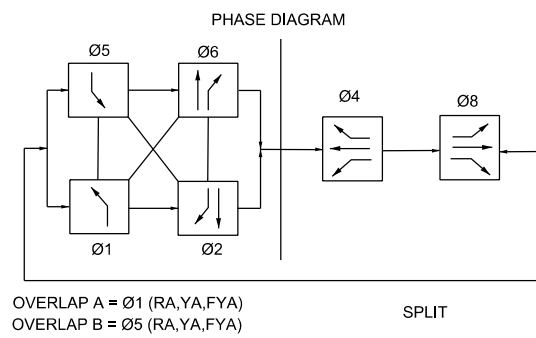 PHASE DIAGRAM
Ø5
Ø6
Ø4
Ø8
Ø1
Ø2
OVERLAP A = Ø1 (RA,YA,FYA)
OVERLAP B = Ø5 (RA,YA,FYA)
SPLIT